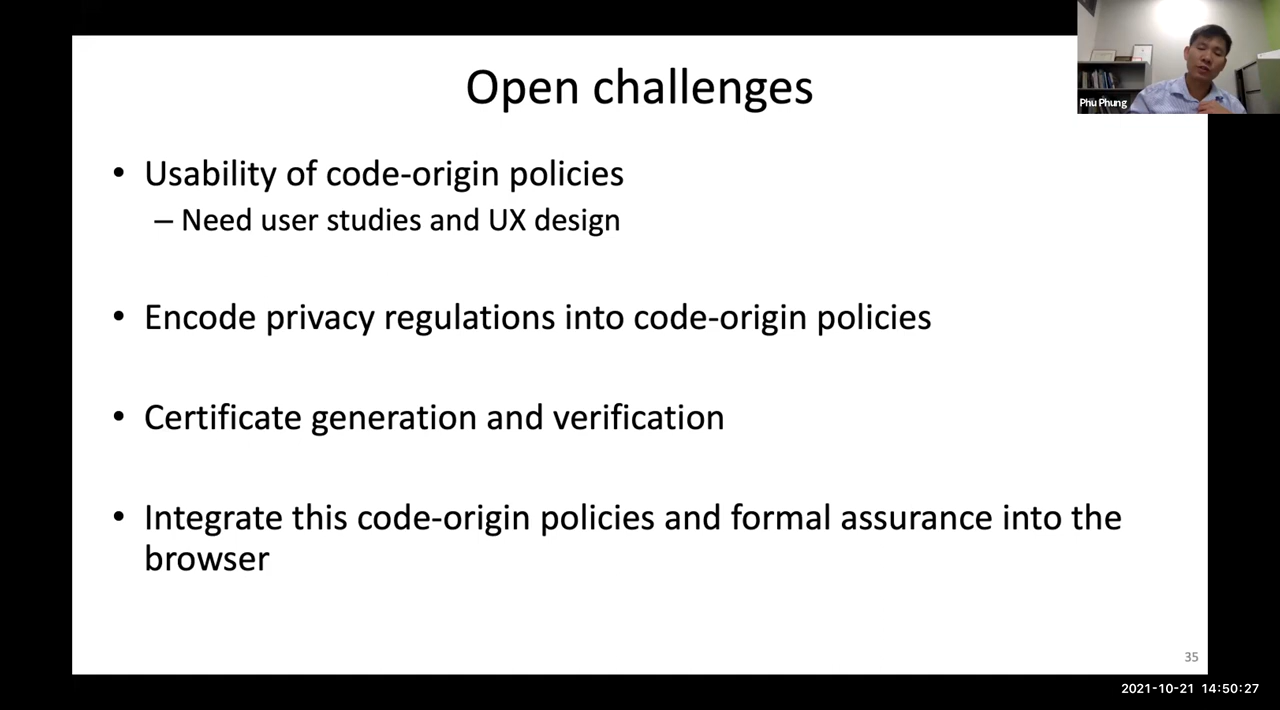 Open challenges
Phu Phung
• Usability of code-origin policies
– Need user studies and UX design
• Encode privacy regulations into code-origin policies
• Certificate generation and verification
• Integrate this code-origin policies and formal assurance into the
browser
35
2021-10-21 14:50:27